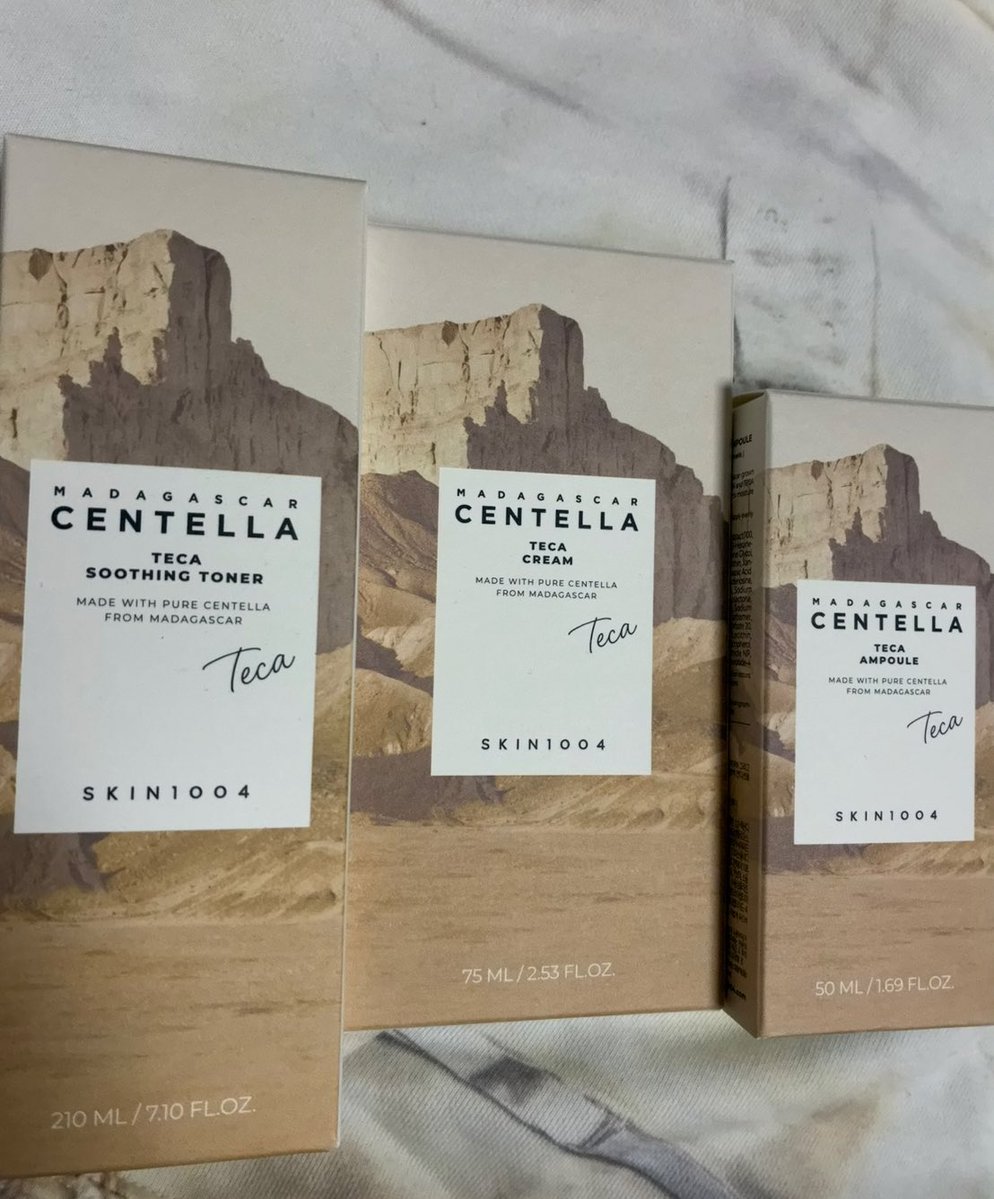 MADAGASCAR
CENTELLA
TECA
SOOTHING TONER
MADE WITH PURE CENTELLA
FROM MADAGASCAR
Teca
SKIN1004
210 ML / 7.10 FL.OZ.
MADAGASCAR
CENTELLA
TECA
CREAM
MADE WITH PURE CENTELLA
FROM MADAGASCAR
Teca
SKIN1004
75 ML / 2.53 FL.OZ.
MADAGASCAR
CENTELLA
TECA
AMPOULE
MADE WITH PURE CENTELLA
FROM MADAGASCAR
Teca
SKIN1004
50 ML / 1.69 FL.OZ.